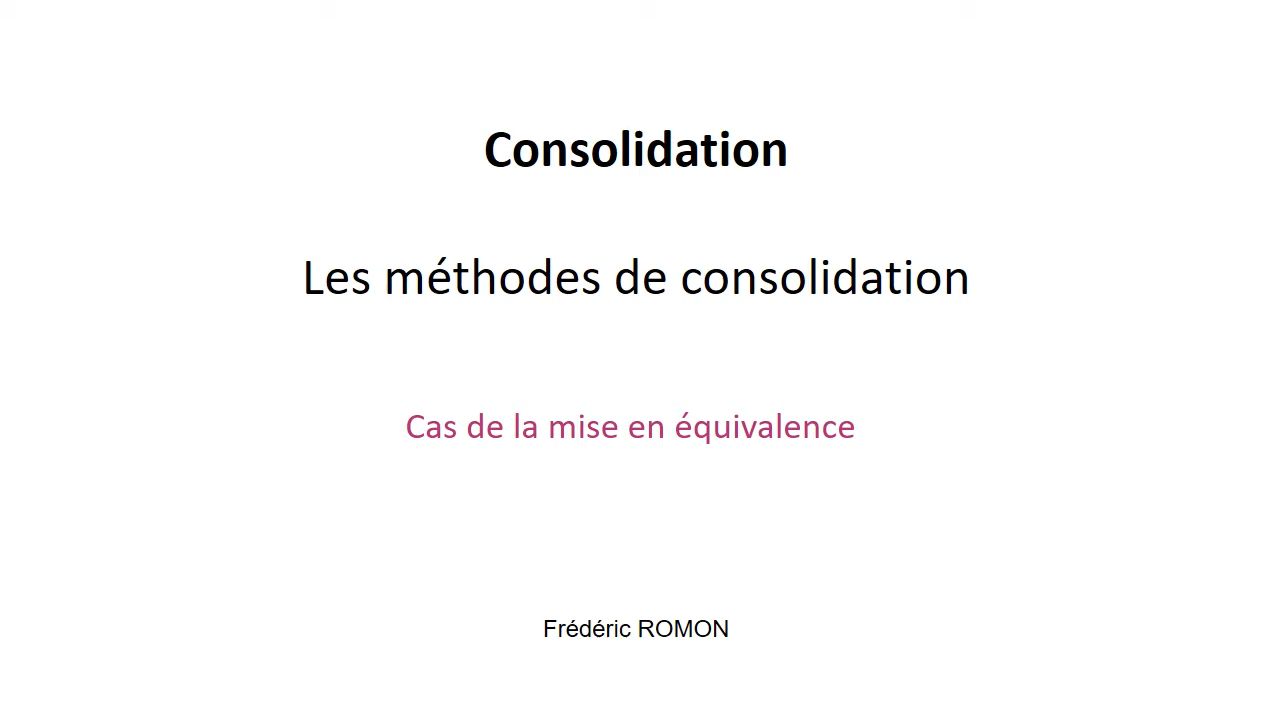 Consolidation
Les méthodes de consolidation
Cas de la mise en équivalence
Frédéric ROMON